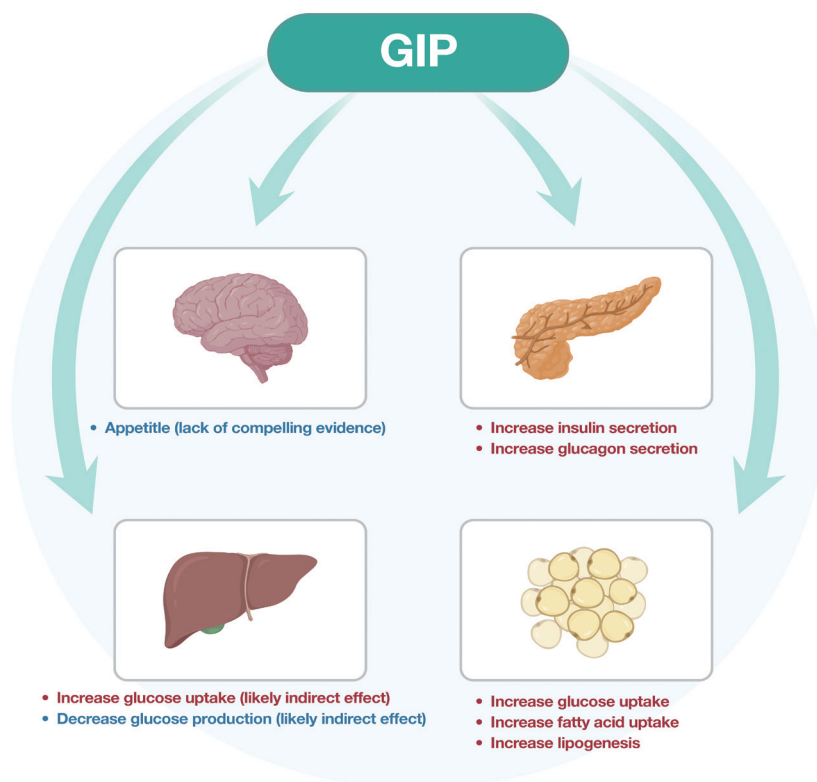 GIP
• Appetitle (lack of compelling evidence)
• Increase insulin secretion
• Increase glucagon secretion
• Increase glucose uptake (likely indirect effect)
• Decrease glucose production (likely indirect effect)
• Increase glucose uptake
• Increase fatty acid uptake
• Increase lipogenesis